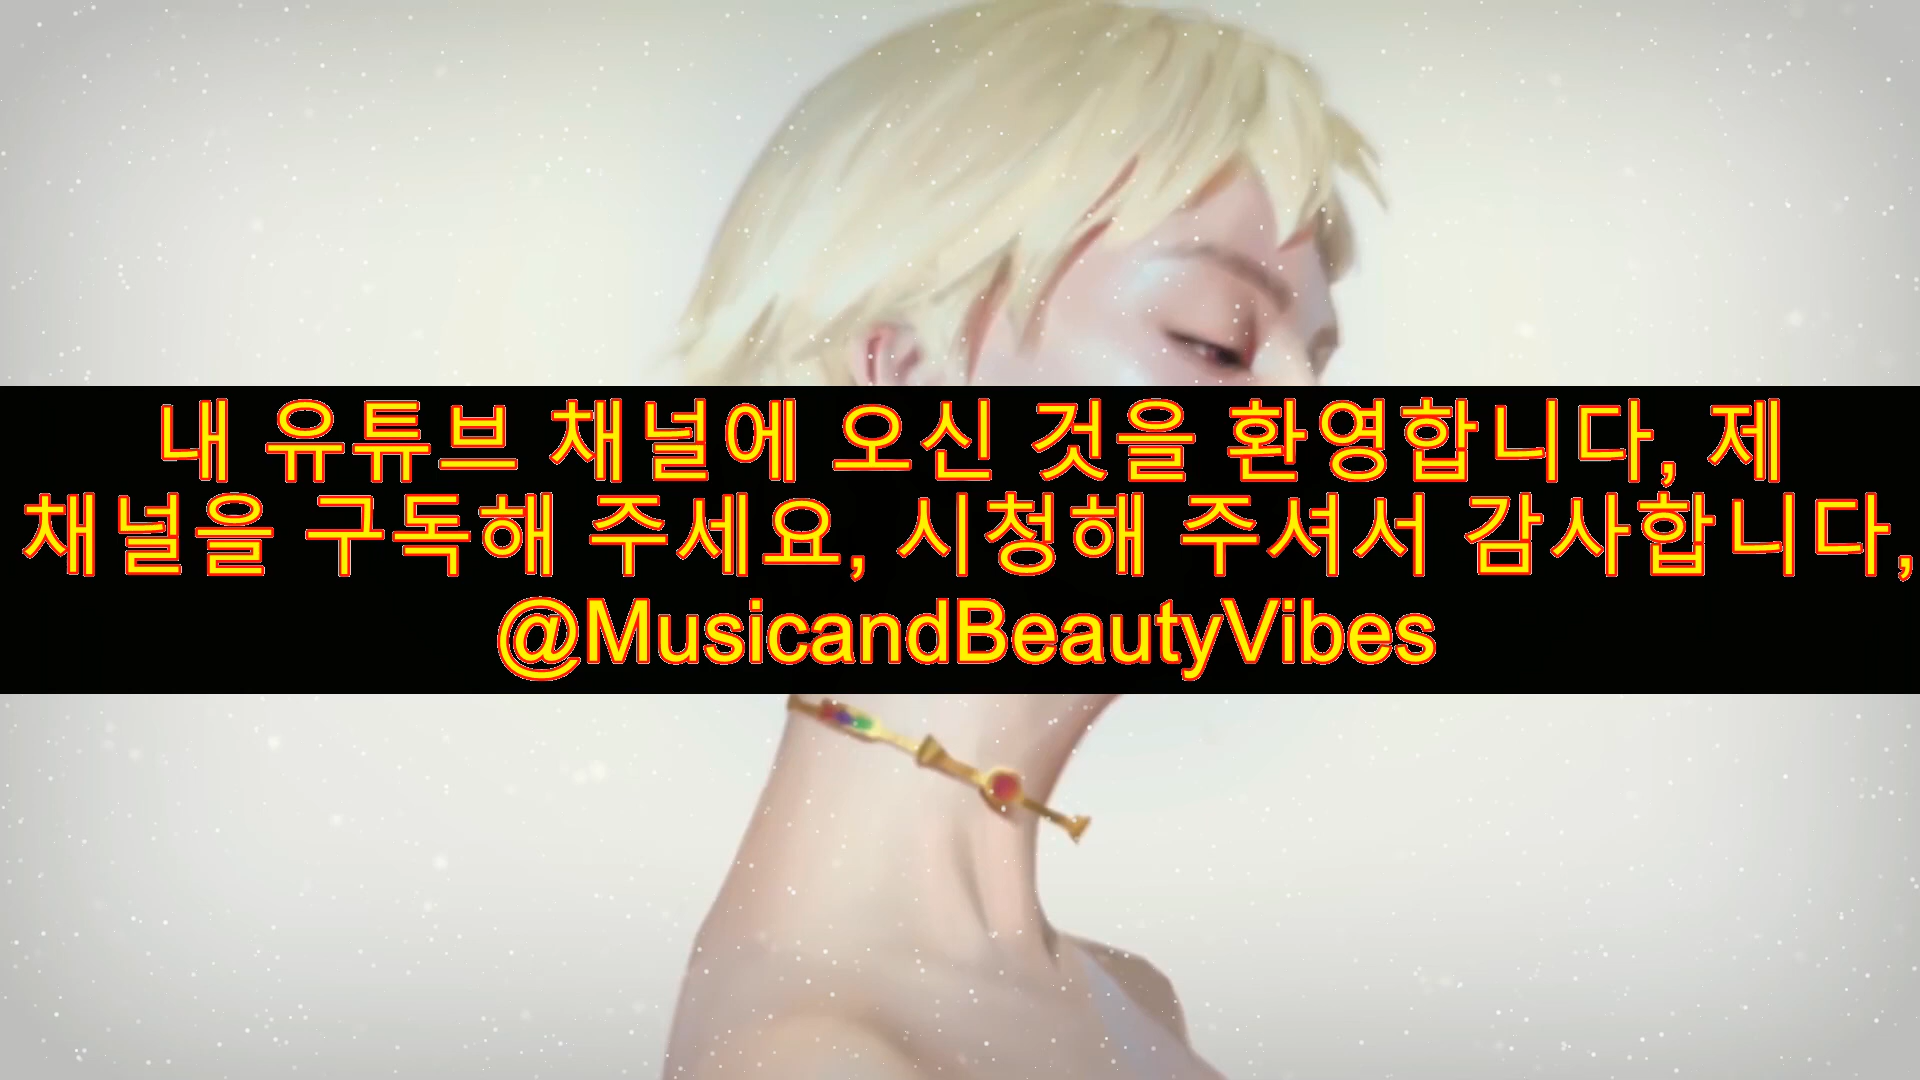 내 유튜브 채널에 오신 것을 환영합니다, 제
채널을 구독해 주세요, 시청해 주셔서 감사합니다,
@MusicandBeautyVibes